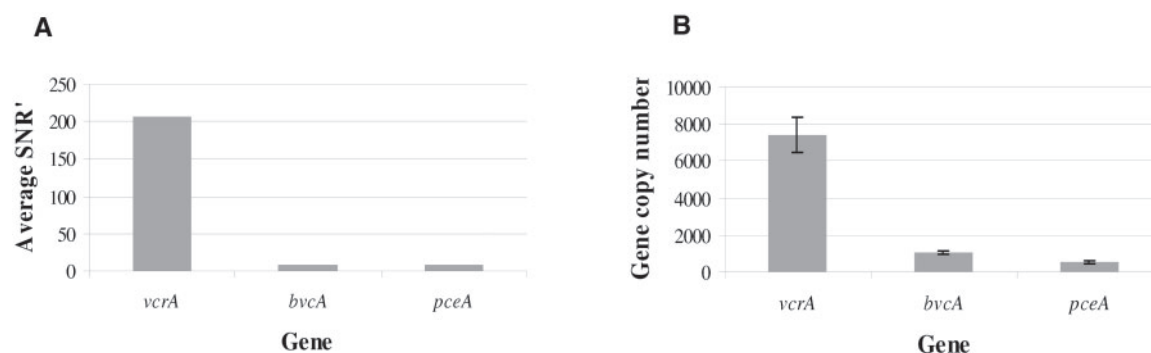 A
Average SNR'
250
200
150
100
50
0
vcrA bvcA pceA
Gene
B
Gene copy number
10000
8000
6000
4000
2000
0
vcrA bvcA pceA
Gene